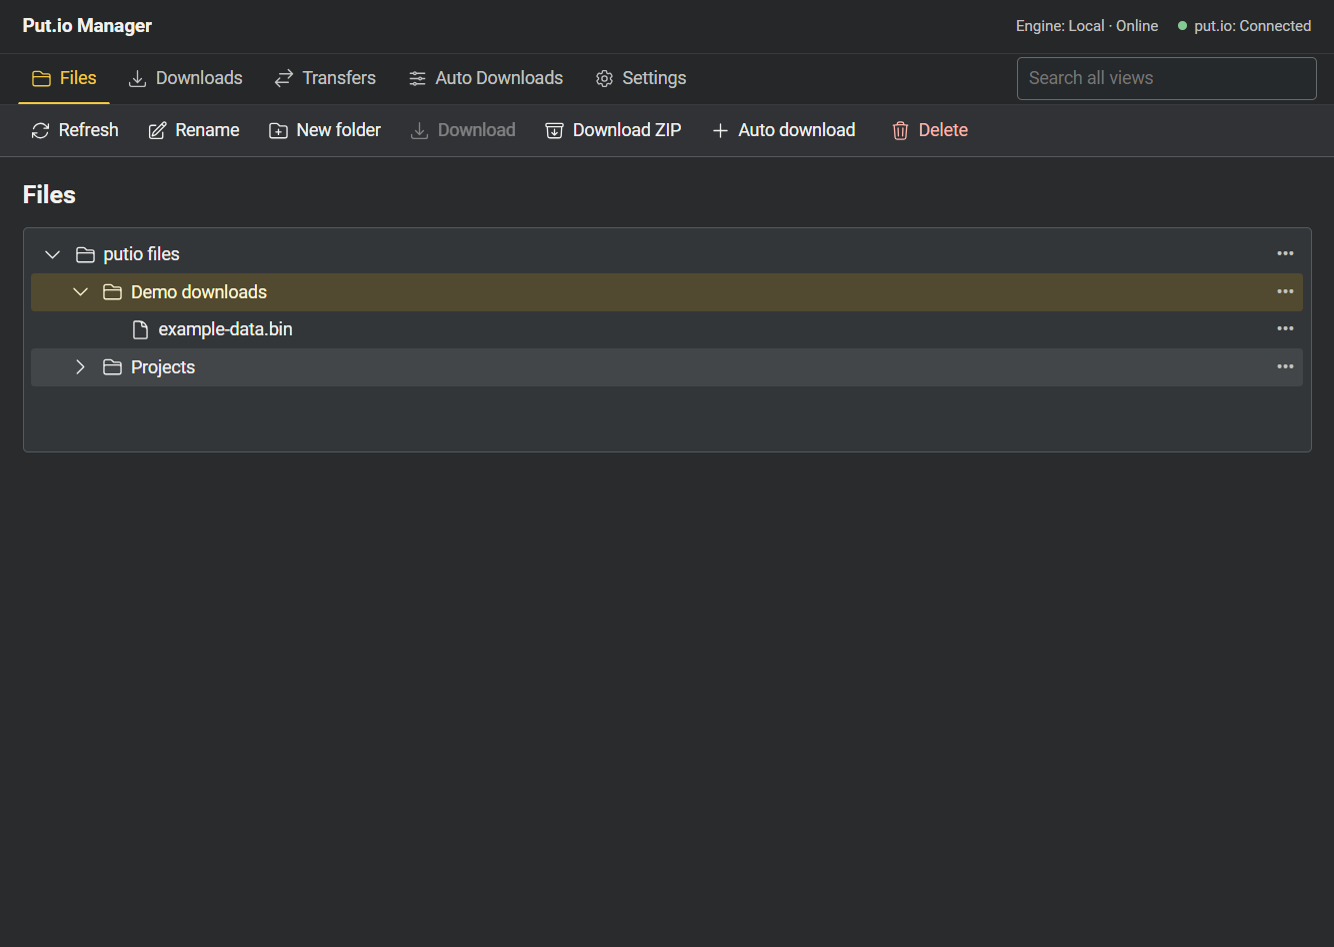 Put.io Manager
Engine: Local · Online
put.io: Connected
Files
Downloads
Transfers
Auto Downloads
Settings
Search all views
Refresh
Rename
New folder
Download
Download ZIP
Auto download
Delete
Files
putio files
Demo downloads
example-data.bin
Projects